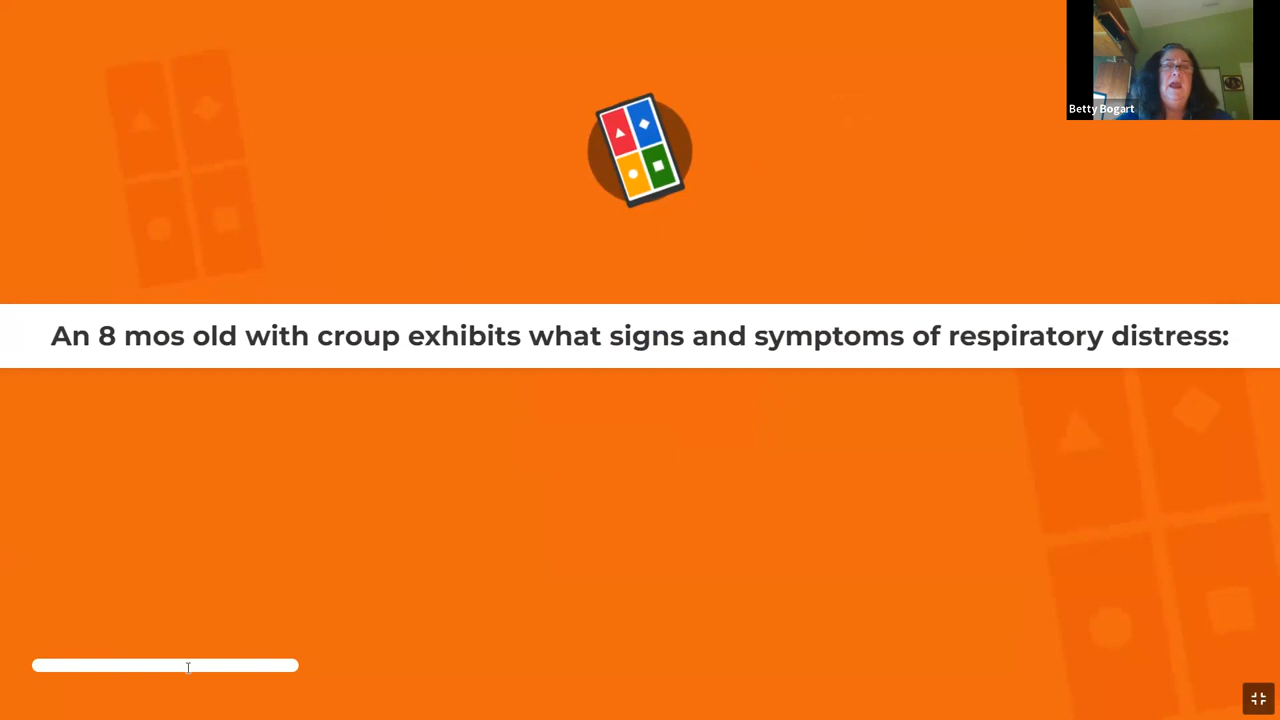 Betty Bogart
An 8 mos old with croup exhibits what signs and symptoms of respiratory distress: